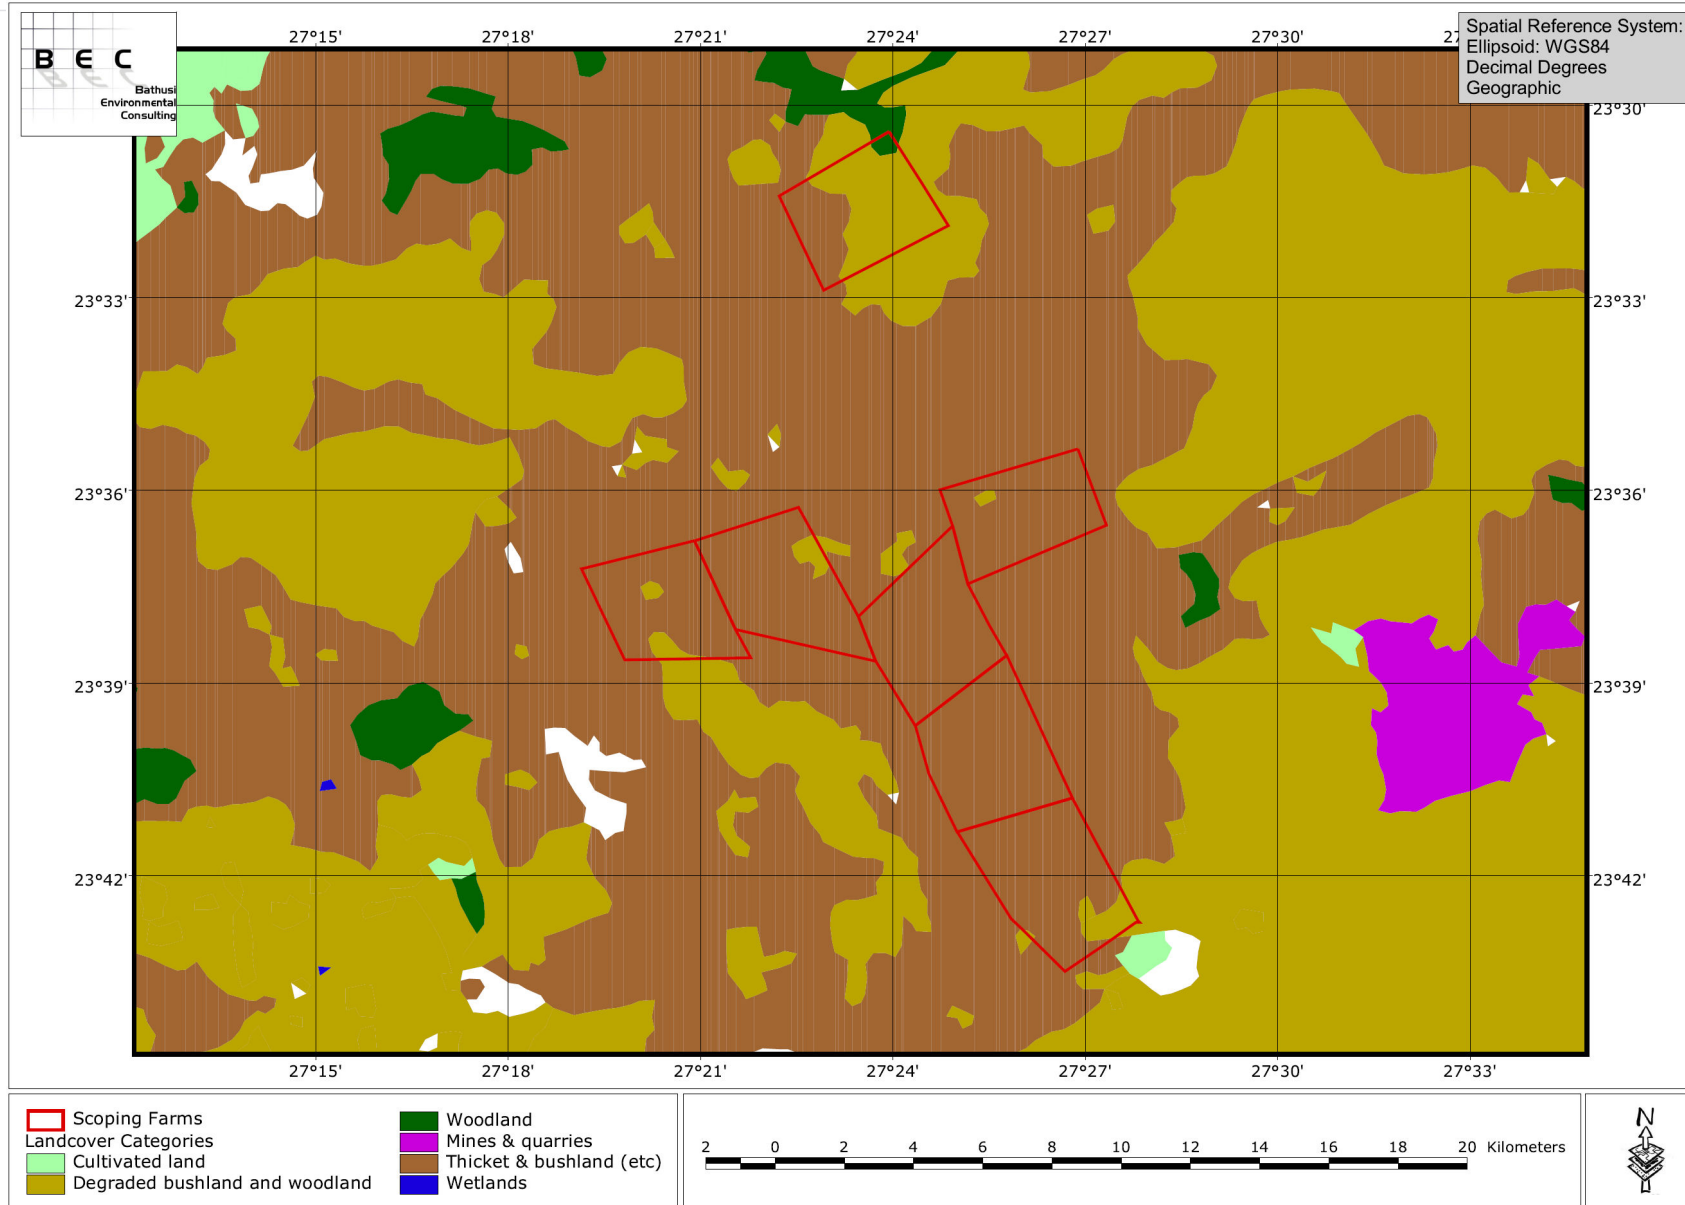 B E C
Bathusi
Environmental
Consulting
27°15' 27°18' 27°21' 27°24' 27°27' 27°30' 27°
Spatial Reference System:
Ellipsoid: WGS84
Decimal Degrees
Geographic
23°30'
23°33' 23°33'
23°36' 23°36'
23°39' 23°39'
23°42' 23°42'
27°15' 27°18' 27°21' 27°24' 27°27' 27°30' 27°33'
Scoping Farms
Landcover Categories
Cultivated land
Degraded bushland and woodland
Woodland
Mines & quarries
Thicket & bushland (etc)
Wetlands
2 0 2 4 6 8 10 12 14 16 18 20 Kilometers
N